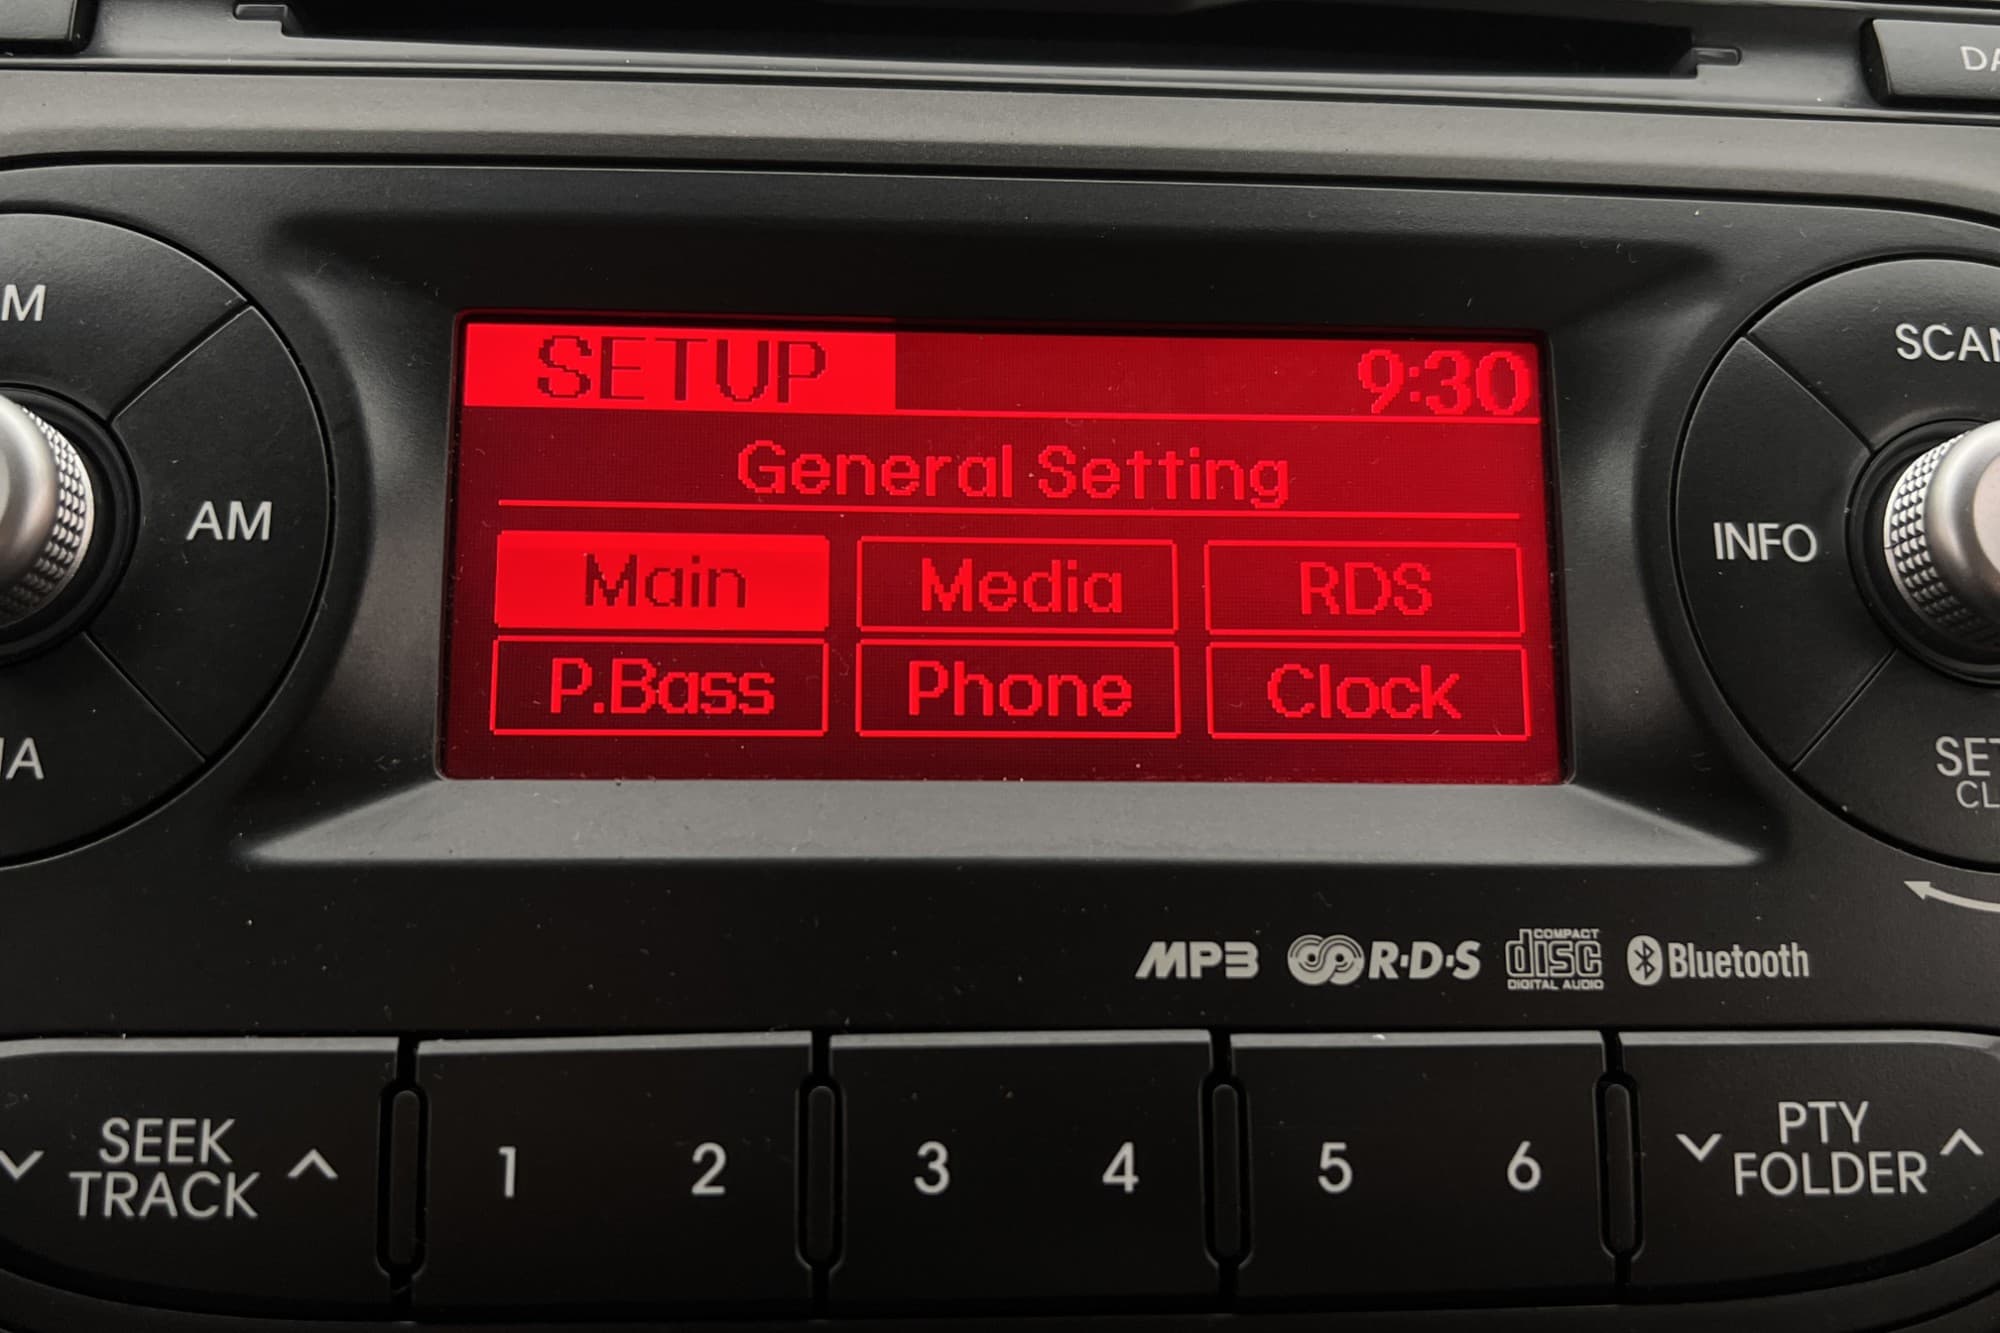 SETUP 9:30
General Setting
Main Media RDS
P.Bass Phone Clock
AM
INFO
MP3 R·D·S COMPACT disc DIGITAL AUDIO Bluetooth
SEEK TRACK 1 2 3 4 5 6 PTY FOLDER